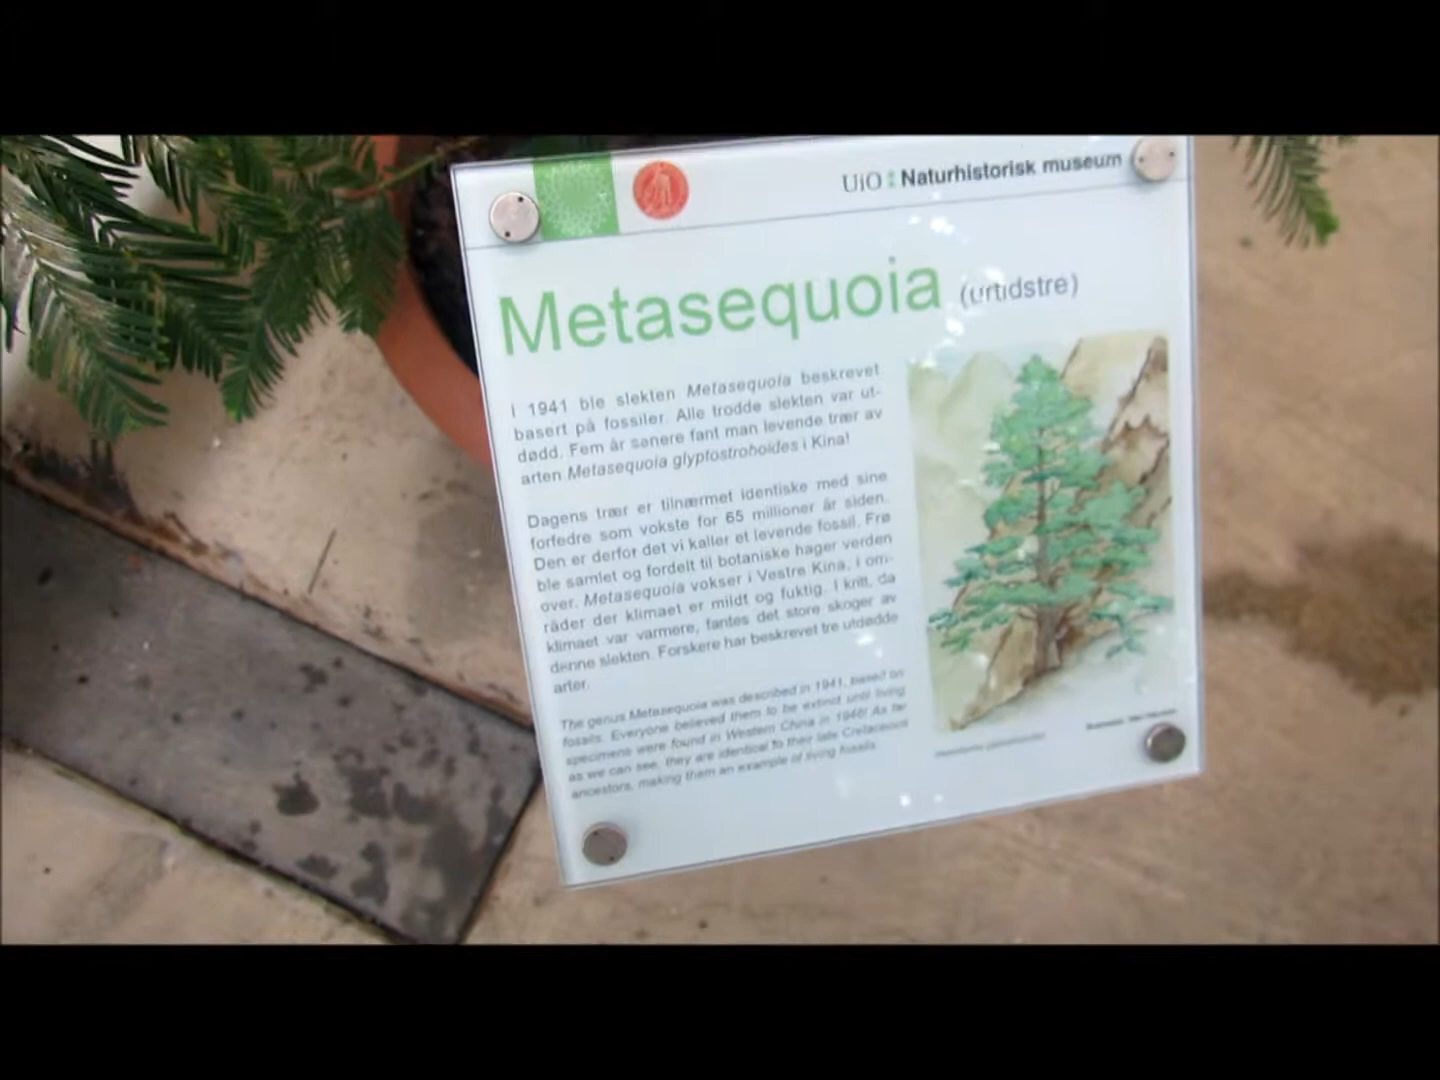 UiO : Naturhistorisk museum
Metasequoia (urtidstre)
I 1941 ble slekten Metasequoia beskrevet
basert på fossiler. Alle trodde slekten var ut-
dødd. Fem år senere fant man levende trær av
arten Metasequoia glyptostroboides i Kina!
Dagens trær er tilnærmet identiske med sine
forfedre som vokste for 65 millioner år siden.
Den er derfor det vi kaller et levende fossil. Frø
ble samlet og fordelt til botaniske hager verden
over. Metasequoia vokser i Vestre Kina, i om-
råder der klimaet er mildt og fuktig. I kritt, da
klimaet var varmere, fantes det store skoger av
denne slekten. Forskere har beskrevet tre utdødde
arter.
The genus Metasequoia was described in 1941, based on
fossils. Everyone believed them to be extinct until living
specimens were found in Western China in 1946! As far
as we can see, they are identical to their late Cretaceous
ancestors, making them an example of living fossils.